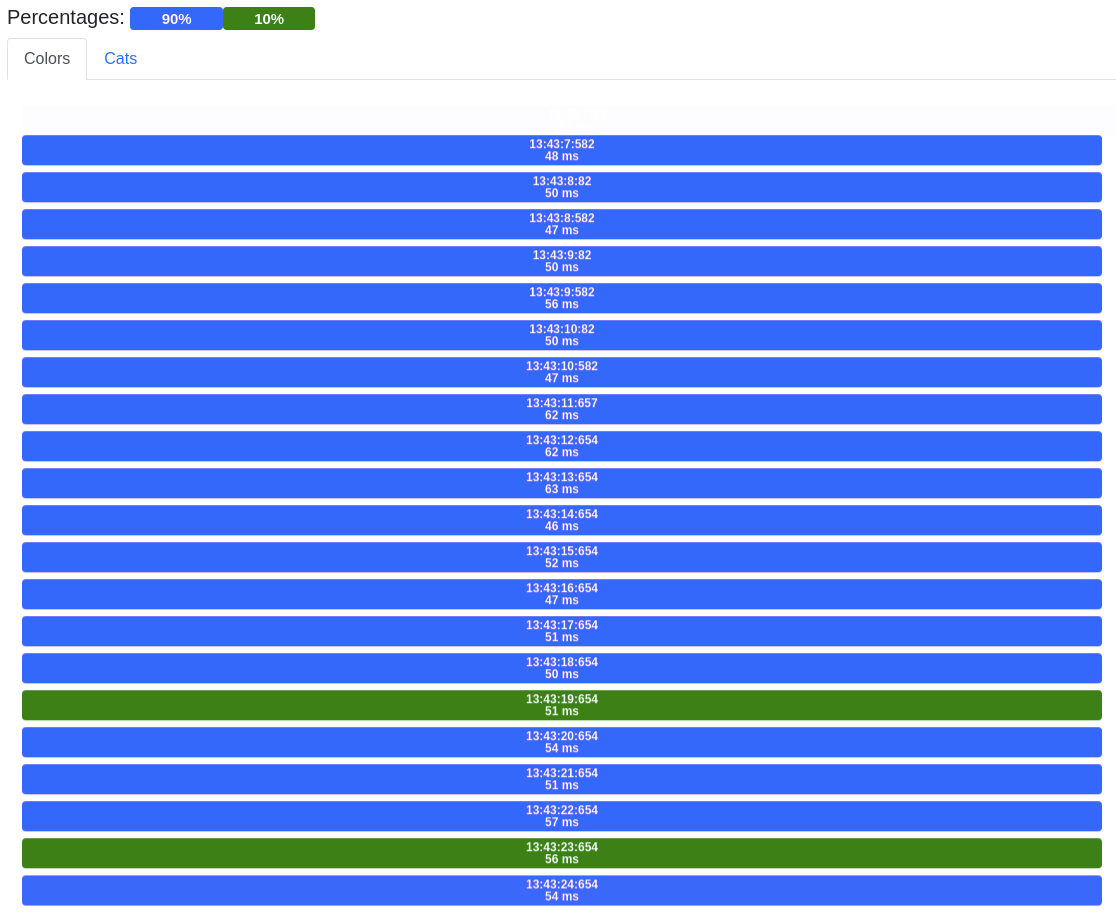 Percentages: 90% 10%
Colors Cats
13:43:7:582
48 ms
13:43:8:82
50 ms
13:43:8:582
47 ms
13:43:9:82
50 ms
13:43:9:582
56 ms
13:43:10:82
50 ms
13:43:10:582
47 ms
13:43:11:657
62 ms
13:43:12:654
62 ms
13:43:13:654
63 ms
13:43:14:654
46 ms
13:43:15:654
52 ms
13:43:16:654
47 ms
13:43:17:654
51 ms
13:43:18:654
50 ms
13:43:19:654
51 ms
13:43:20:654
54 ms
13:43:21:654
51 ms
13:43:22:654
57 ms
13:43:23:654
56 ms
13:43:24:654
54 ms